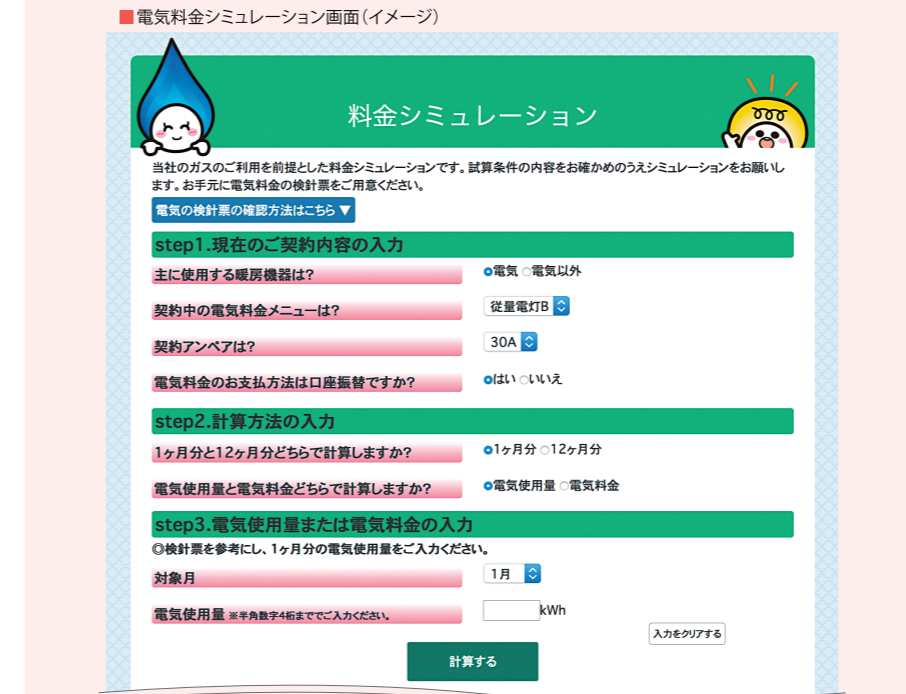 ■電気料金シミュレーション画面(イメージ)
料金シミュレーション
当社のガスのご利用を前提とした料金シミュレーションです。試算条件の内容をお確かめのうえシミュレーションをお願いし
ます。お手元に電気料金の検針票をご用意ください。
電気の検針票の確認方法はこちら▼
step1.現在のご契約内容の入力
主に使用する暖房機器は? 電気 電気以外
契約中の電気料金メニューは? 従量電灯B
契約アンペアは? 30A
電気料金のお支払方法は口座振替ですか? はい いいえ
step2.計算方法の入力
1ヶ月分と12ヶ月分どちらで計算しますか? 1ヶ月分 12ヶ月分
電気使用量と電気料金どちらで計算しますか? 電気使用量 電気料金
step3.電気使用量または電気料金の入力
◎検針票を参考にし、1ヶ月分の電気使用量をご入力ください。
対象月 1月
電気使用量 ※半角数字4桁まででご入力ください。 kWh
入力をクリアする
計算する